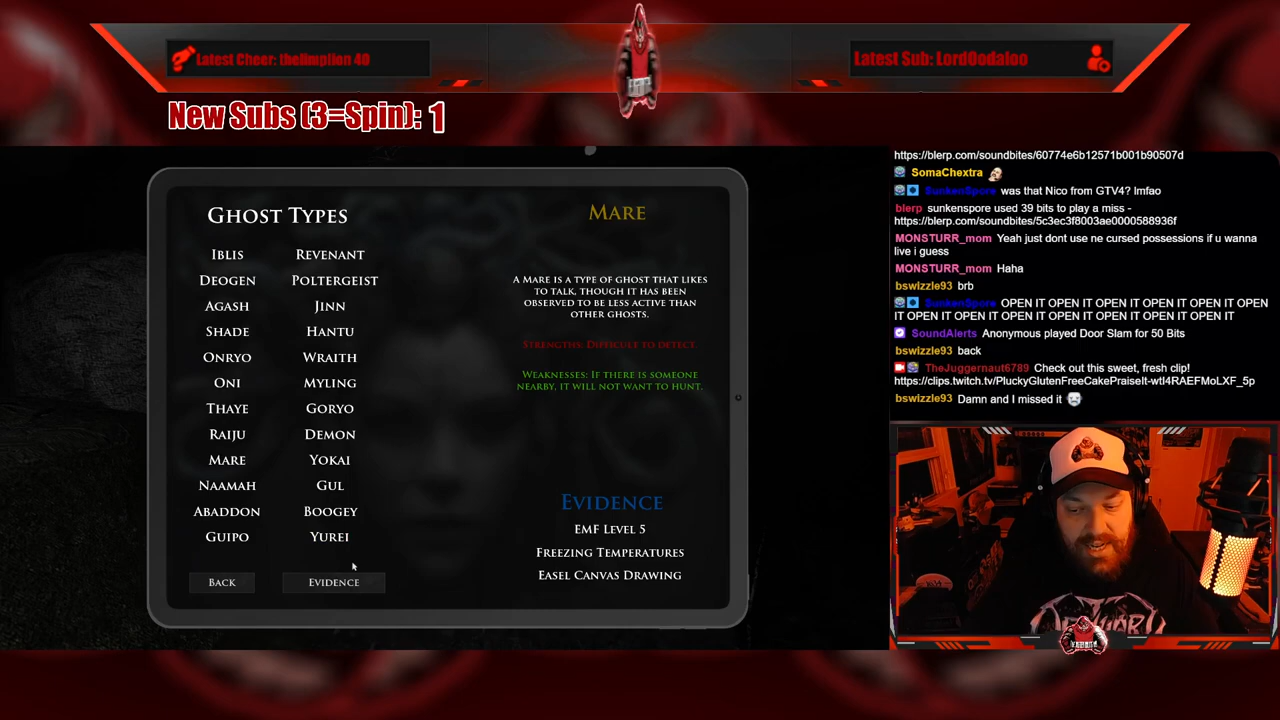 Latest Cheer: theliruption 40
Latest Sub: LordOodaloo
New Subs (3=Spin): 1
Ghost Types
Iblis Revenant
Deogen Poltergeist
Agash Jinn
Shade Hantu
Onryo Wraith
Oni Myling
Thaye Goryo
Raiju Demon
Mare Yokai
Naamah Gul
Abaddon Boogey
Guipo Yurei
Back Evidence
Mare
A Mare is a type of ghost that likes
to talk, though it has been
observed to be less active than
other ghosts.
Strengths: Difficult to detect.
Weaknesses: If there is someone
nearby, it will not want to hunt.
Evidence
EMF Level 5
Freezing Temperatures
Easel Canvas Drawing
https://blerp.com/soundbites/60774e6b12571b001b90507d
SomaChextra
SunkenSpore was that Nico from GTV4? lmfao
blerp sunkenspore used 39 bits to play a miss -
https://blerp.com/soundbites/5c3ec3f8003ae0000588936f
MONSTURR_mom Yeah just dont use ne cursed possessions if u wanna
live i guess
MONSTURR_mom Haha
bswizzle93 brb
SunkenSpore OPEN IT OPEN IT OPEN IT OPEN IT OPEN IT OPEN
IT OPEN IT OPEN IT OPEN IT OPEN IT OPEN IT OPEN IT
SoundAlerts Anonymous played Door Slam for 50 Bits
bswizzle93 back
TheJuggernaut6789 Check out this sweet, fresh clip!
https://clips.twitch.tv/PluckyGlutenFreeCakePraiseIt-wtI4RAEFMoLXF_5p
bswizzle93 Damn and I missed it